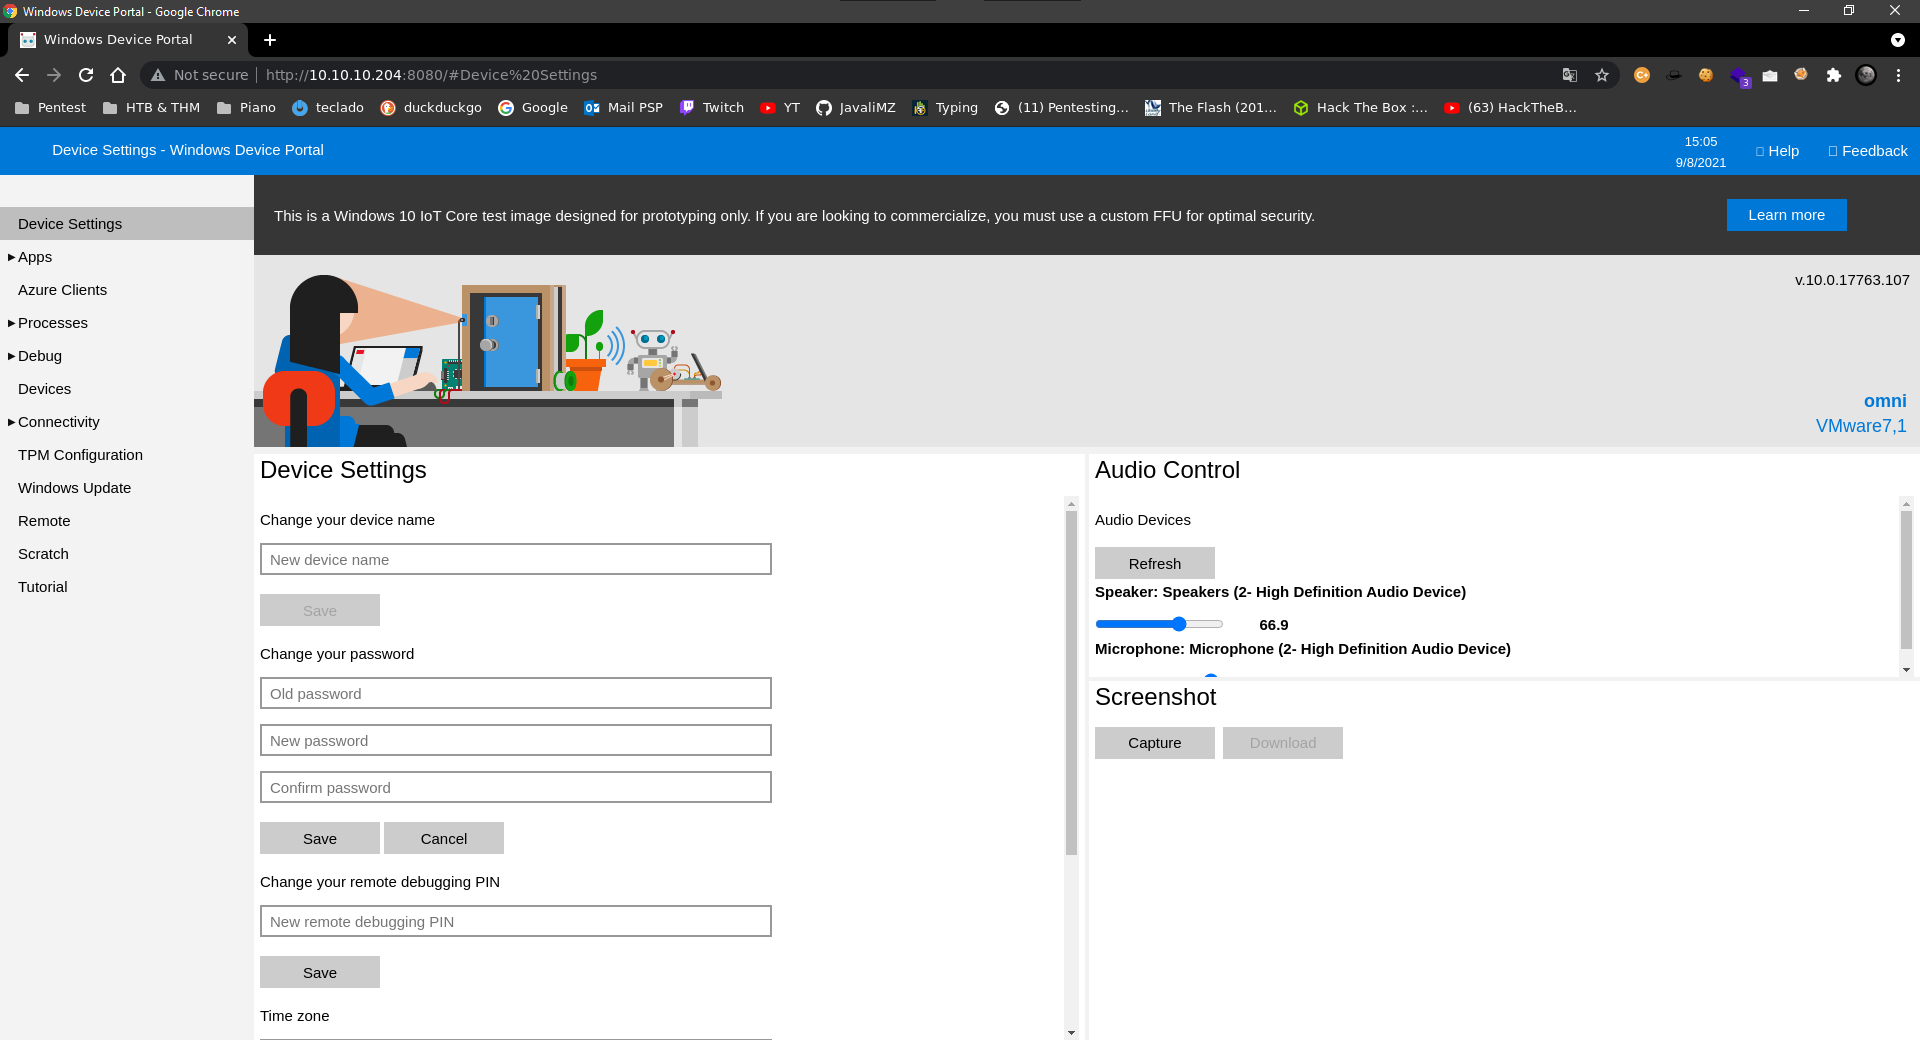 Windows Device Portal - Google Chrome
Windows Device Portal
Not secure | http://10.10.10.204:8080/#Device%20Settings
3
Pentest HTB & THM Piano teclado duckduckgo Google Mail PSP Twitch YT JavaliMZ Typing (11) Pentesting... The Flash (201... Hack The Box :... (63) HackTheB...
Device Settings - Windows Device Portal
15:05
9/8/2021
Help
Feedback
Device Settings
Apps
Azure Clients
Processes
Debug
Devices
Connectivity
TPM Configuration
Windows Update
Remote
Scratch
Tutorial
This is a Windows 10 IoT Core test image designed for prototyping only. If you are looking to commercialize, you must use a custom FFU for optimal security.
Learn more
v.10.0.17763.107
omni
VMware7,1
Device Settings
Change your device name
New device name
Save
Change your password
Old password
New password
Confirm password
Save Cancel
Change your remote debugging PIN
New remote debugging PIN
Save
Time zone
Audio Control
Audio Devices
Refresh
Speaker: Speakers (2- High Definition Audio Device)
66.9
Microphone: Microphone (2- High Definition Audio Device)
Screenshot
Capture Download